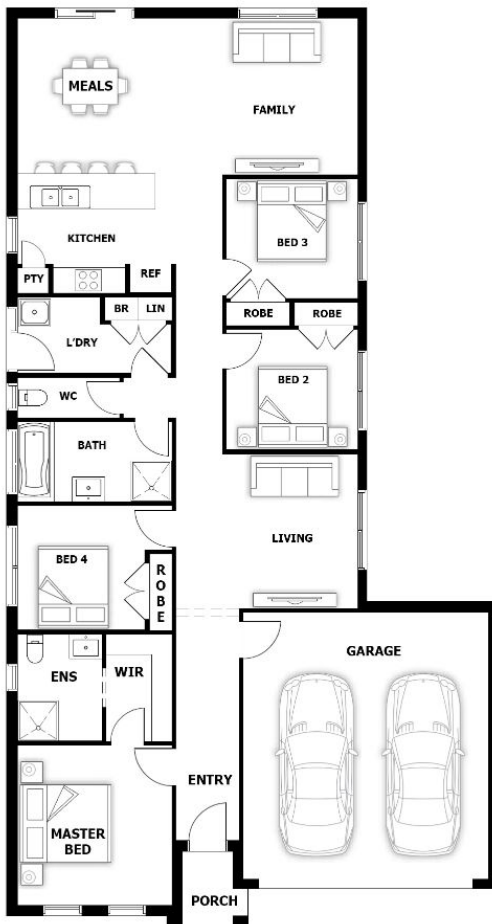 MEALS
FAMILY
KITCHEN
BED 3
PTY
REF
BR LIN
ROBE
ROBE
L'DRY
WC
BED 2
BATH
LIVING
BED 4
ROBE
ENS
WIR
GARAGE
ENTRY
MASTER
BED
PORCH